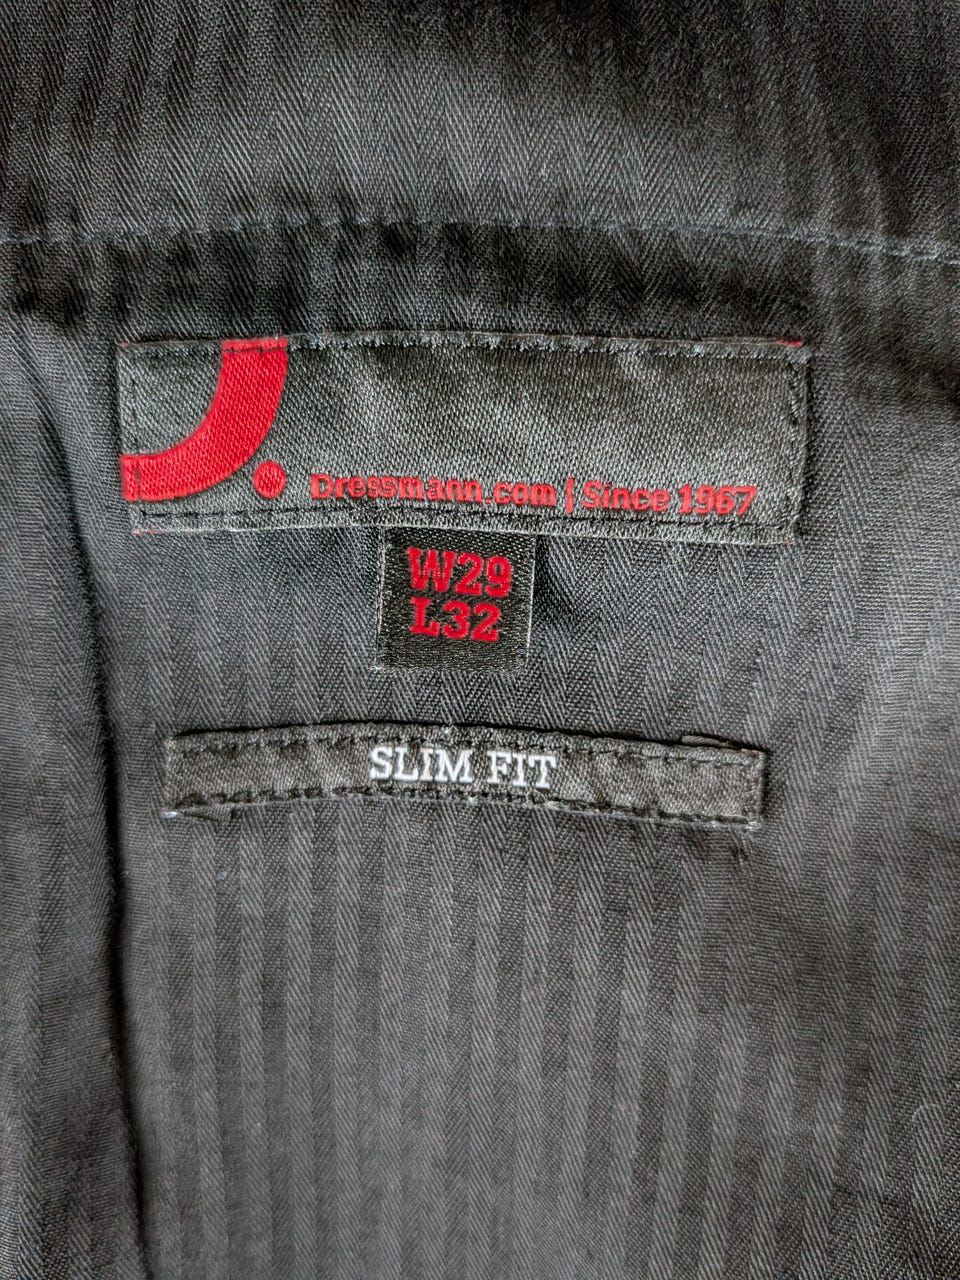 Dressmann.com | Since 1967
W29
L32
SLIM FIT